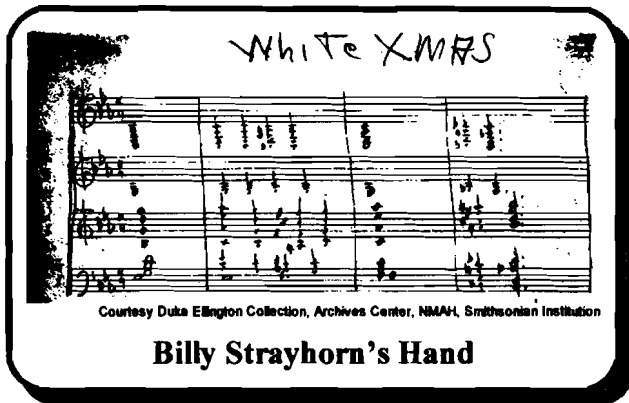 WhiTe XMAS
Courtesy Duke Ellington Collection, Archives Center, NMAH, Smithsonian Institution
Billy Strayhorn's Hand